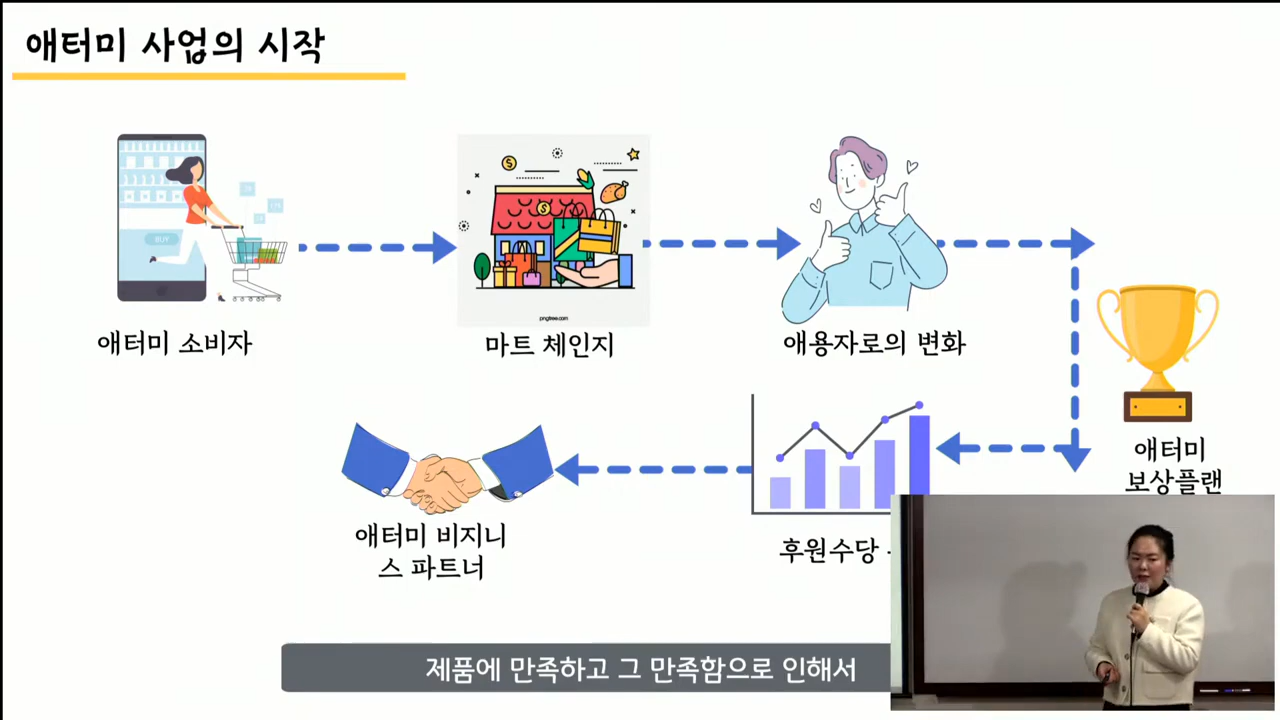 애터미 사업의 시작
BUY
pngtree.com
애터미 소비자
마트 체인지
애용자로의 변화
애터미
보상플랜
애터미 비지니
스 파트너
후원수당
제품에 만족하고 그 만족함으로 인해서